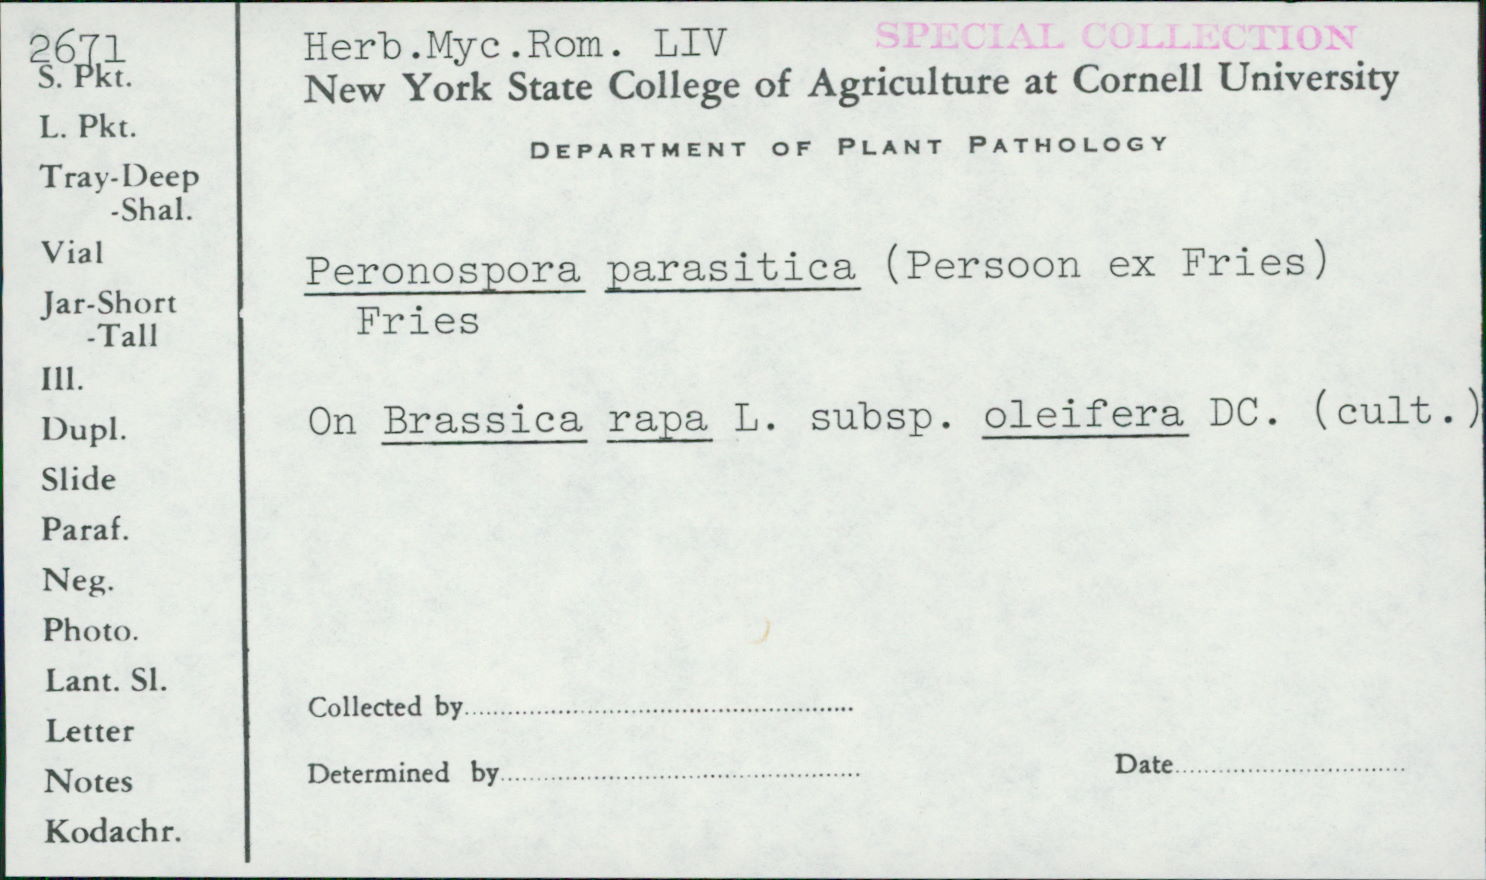 2671
S. Pkt.
L. Pkt.
Tray-Deep
-Shal.
Vial
Jar-Short
-Tall
Ill.
Dupl.
Slide
Paraf.
Neg.
Photo.
Lant. Sl.
Letter
Notes
Kodachr.
Herb.Myc.Rom. LIV SPECIAL COLLECTION
New York State College of Agriculture at Cornell University
DEPARTMENT OF PLANT PATHOLOGY
Peronospora parasitica (Persoon ex Fries)
Fries
On Brassica rapa L. subsp. oleifera DC. (cult.)
Collected by
Determined by Date